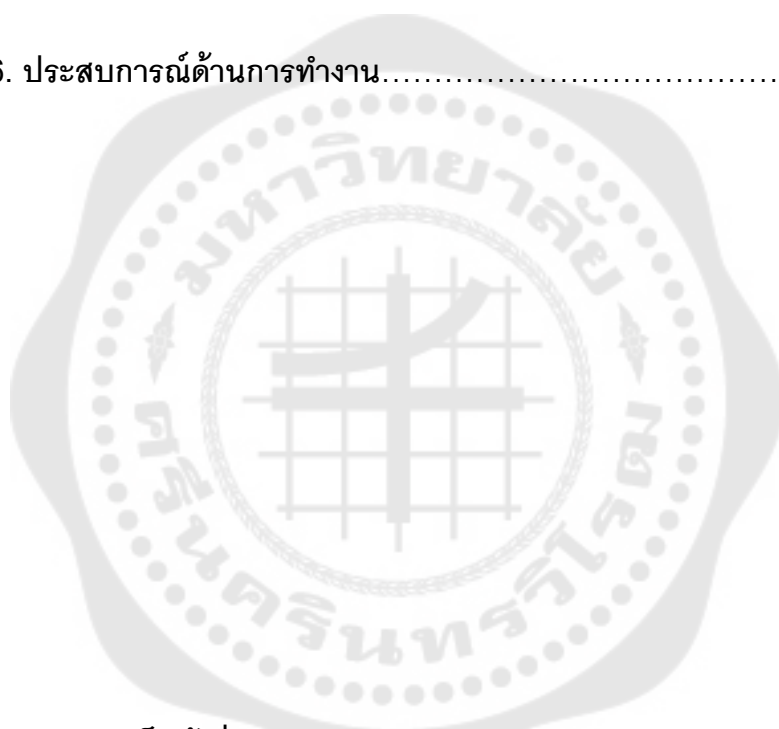 6. ประสบการณ์ด้านการทำงาน.......................................
มหาวิทยาลัย
ศรีนครินทรวิโรฒ